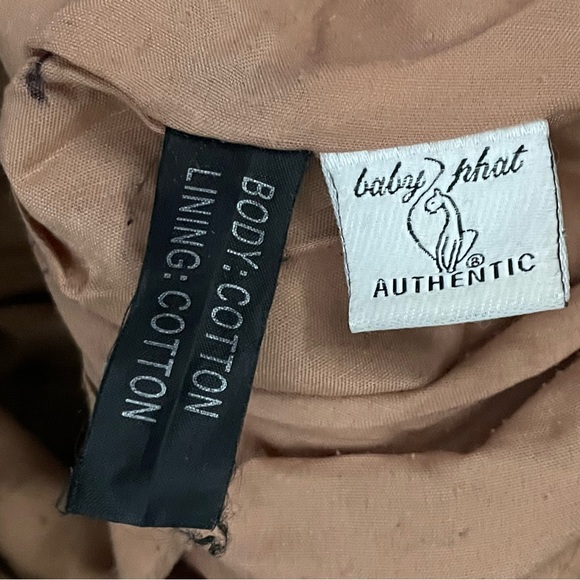 BODY: COTTON
LINING: COTTON
baby phat
®
AUTHENTIC